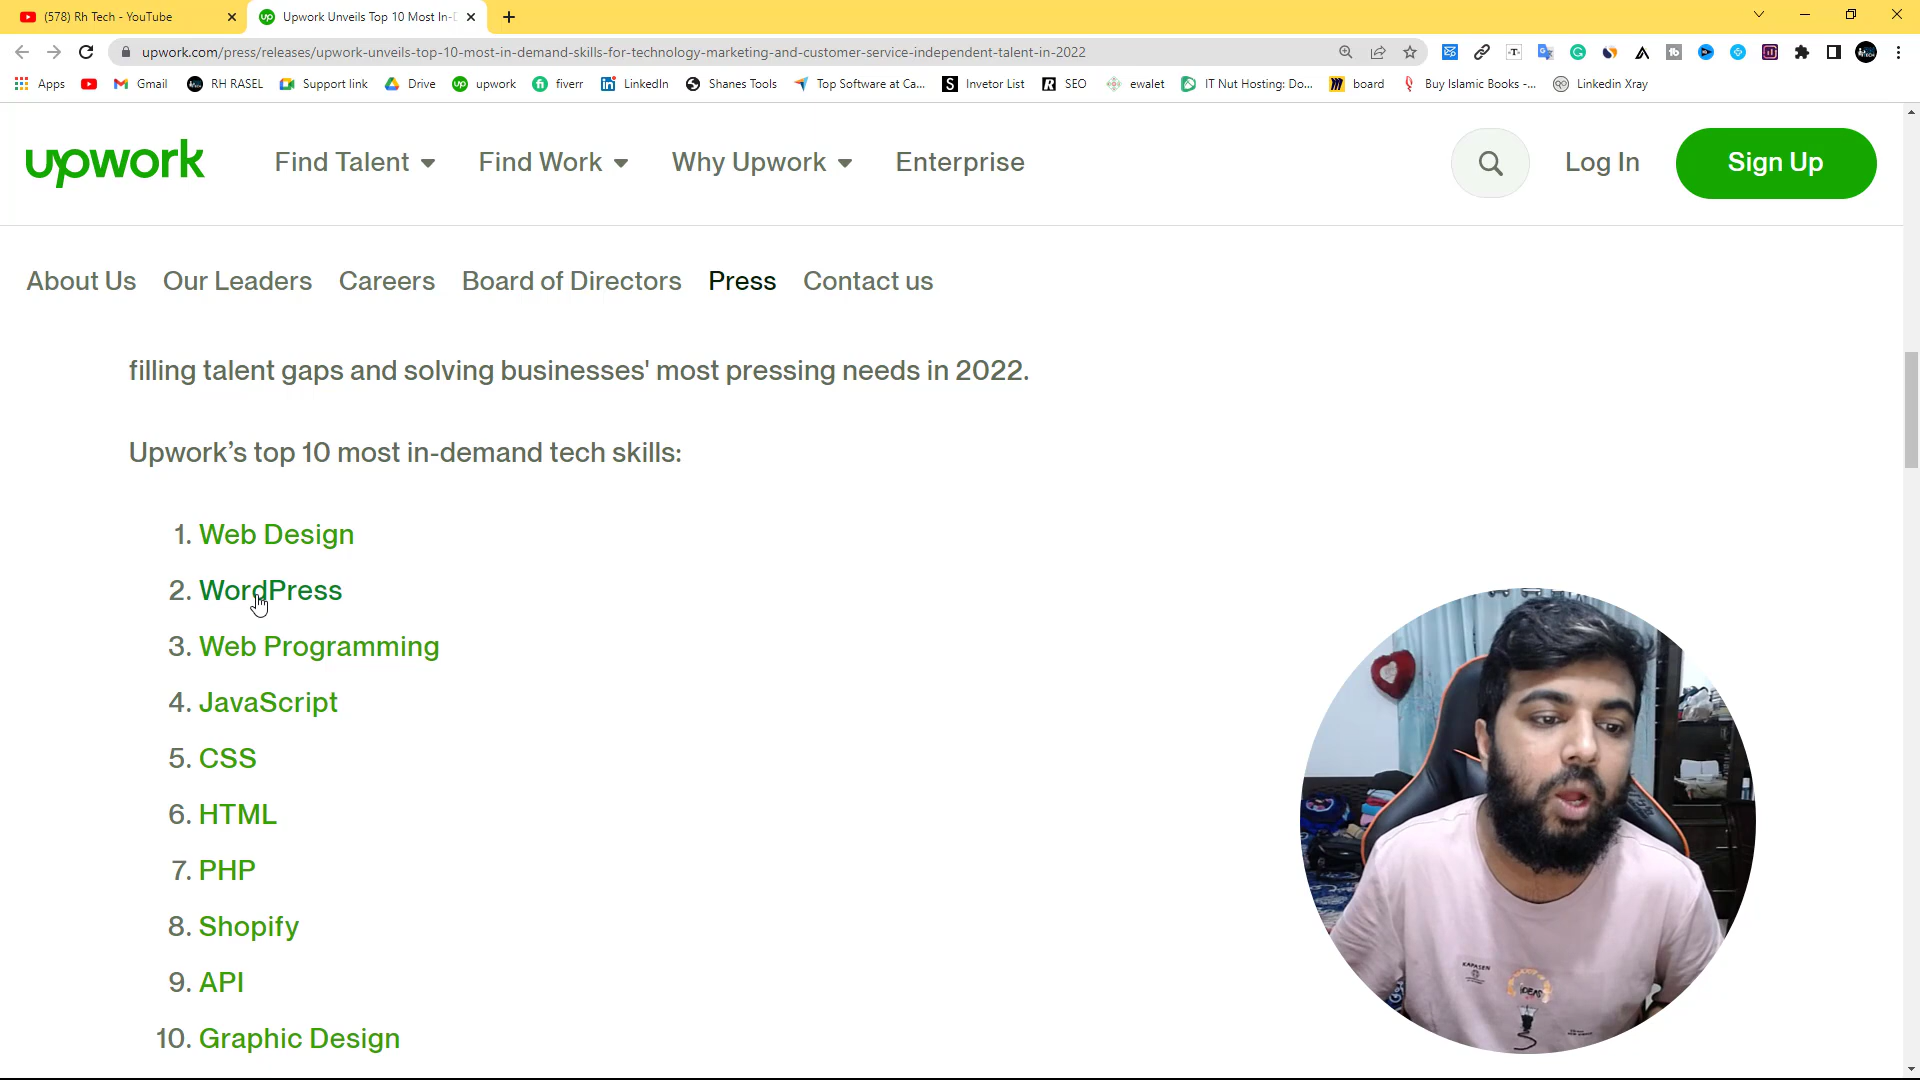 (578) Rh Tech - YouTube
Upwork Unveils Top 10 Most In-D
upwork.com/press/releases/upwork-unveils-top-10-most-in-demand-skills-for-technology-marketing-and-customer-service-independent-talent-in-2022
Apps Gmail RH RASEL Support link Drive upwork fiverr LinkedIn Shanes Tools Top Software at Ca... Invetor List SEO ewalet IT Nut Hosting: Do... board Buy Islamic Books -... Linkedin Xray
upwork Find Talent Find Work Why Upwork Enterprise Log In Sign Up
About Us Our Leaders Careers Board of Directors Press Contact us
filling talent gaps and solving businesses' most pressing needs in 2022.
Upwork’s top 10 most in-demand tech skills:
1. Web Design
2. WordPress
3. Web Programming
4. JavaScript
5. CSS
6. HTML
7. PHP
8. Shopify
9. API
10. Graphic Design